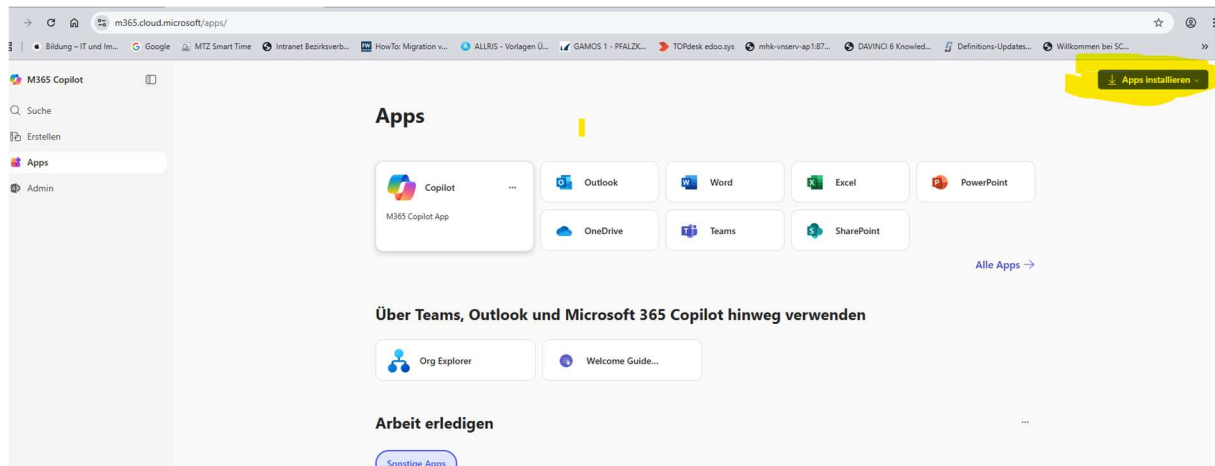 m365.cloud.microsoft/apps/
Bildung – IT und Im... Google MTZ Smart Time Intranet Bezirksverb... HowTo: Migration v... ALLRIS - Vorlagen Ü... GAMOS 1 - PFALZK... TOPdesk edoo.sys mhk-vnserv-ap1:87... DAVINCI 6 Knowled... Definitions-Updates... Willkommen bei SC... »
M365 Copilot
Apps installieren
Suche
Erstellen
Apps
Admin
Apps
Copilot ...
M365 Copilot App
Outlook Word Excel PowerPoint
OneDrive Teams SharePoint
Alle Apps →
Über Teams, Outlook und Microsoft 365 Copilot hinweg verwenden
Org Explorer Welcome Guide...
Arbeit erledigen ...
Sonstige Apps